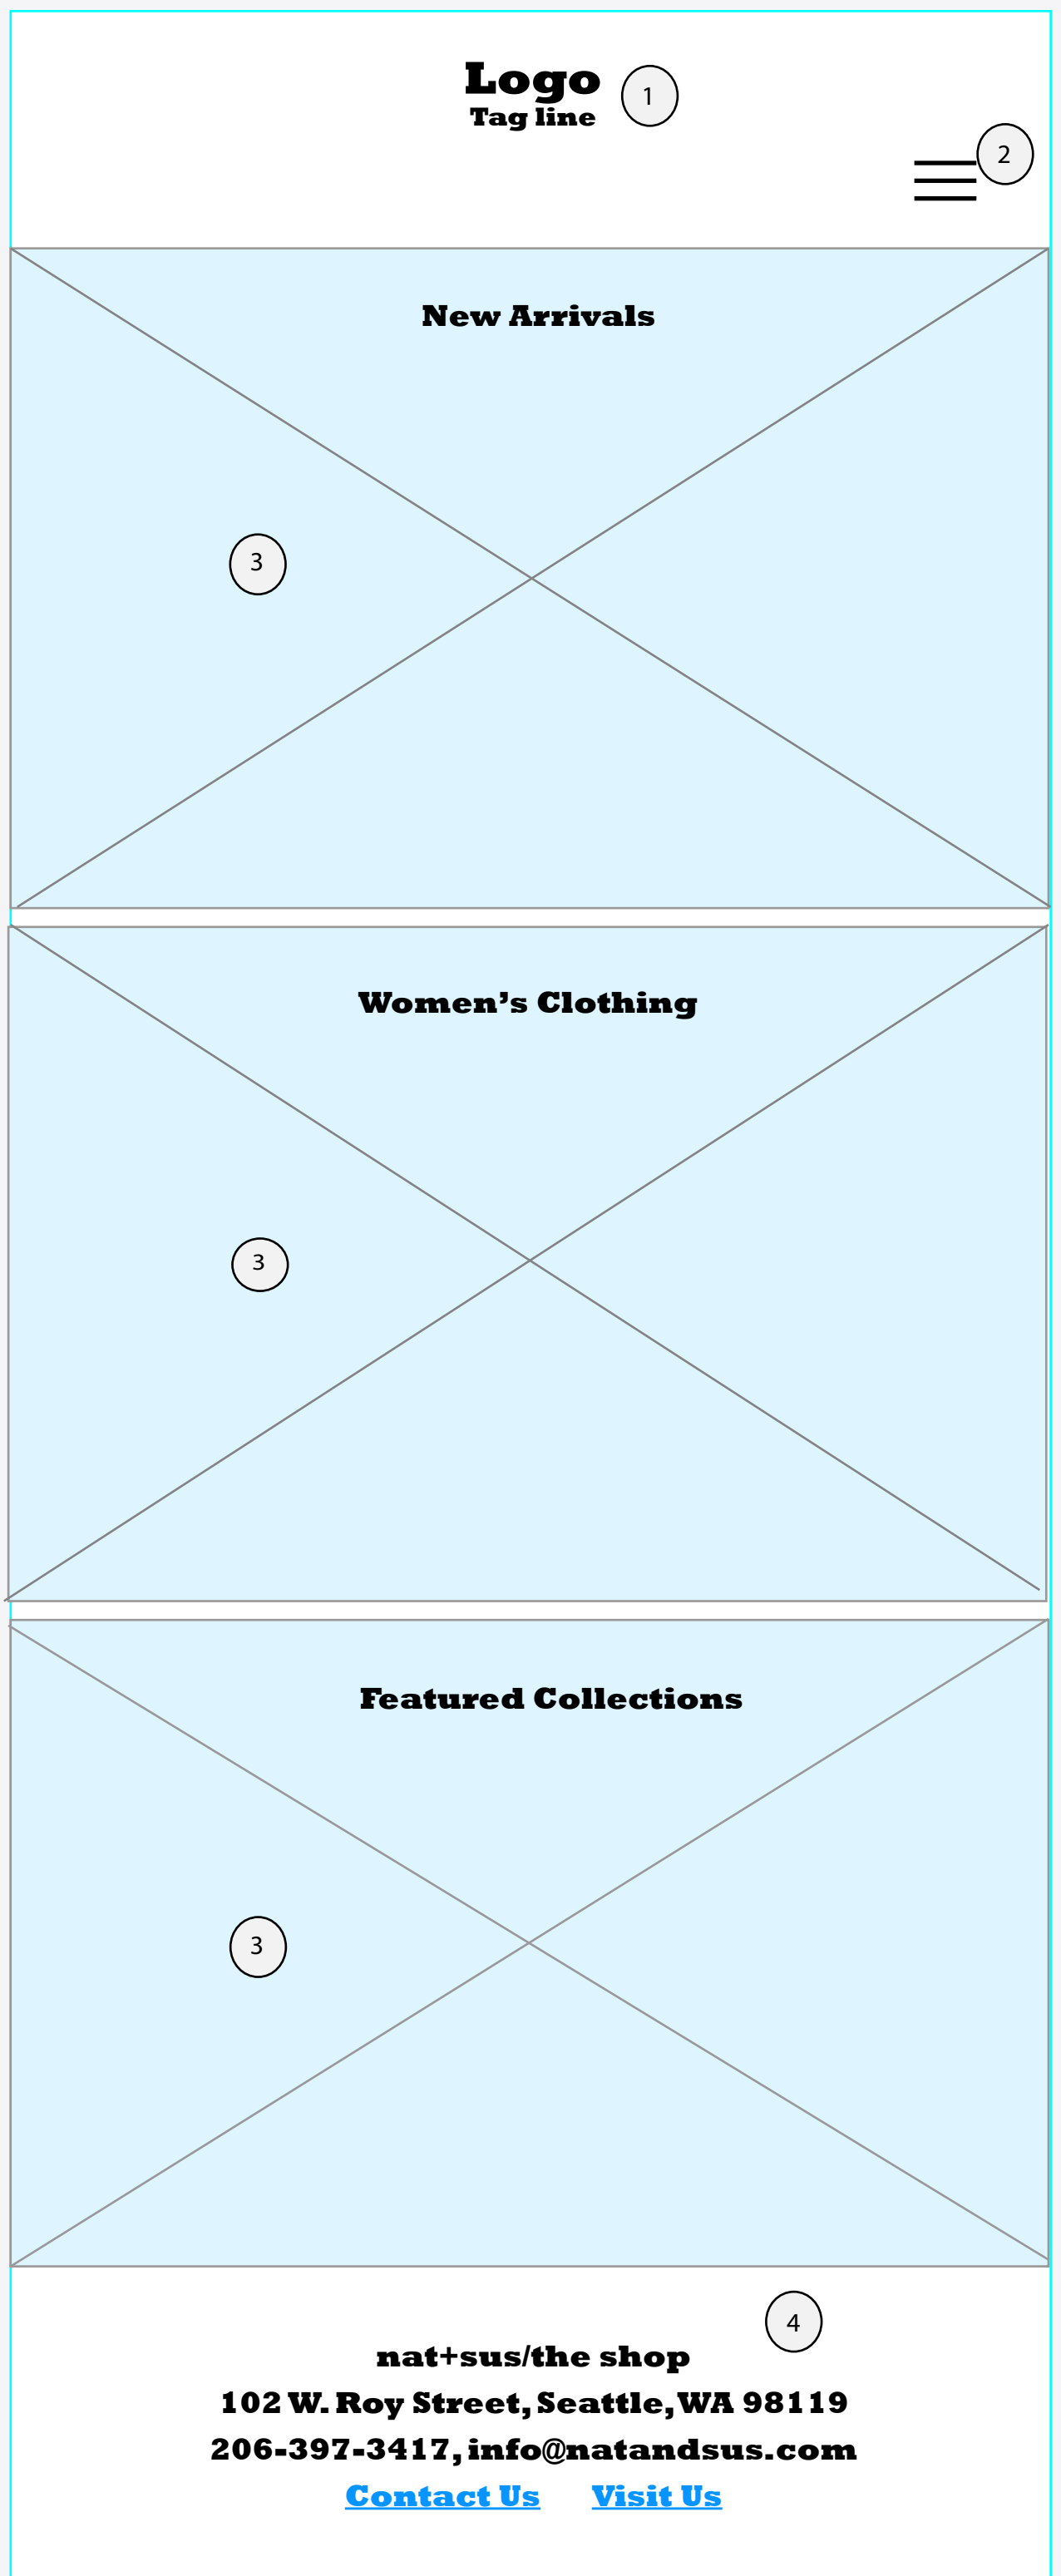 Logo
Tag line
1
2
New Arrivals
3
Women’s Clothing
3
Featured Collections
3
4
nat+sus/the shop
102 W. Roy Street, Seattle, WA 98119
206-397-3417, info@natandsus.com
Contact Us Visit Us